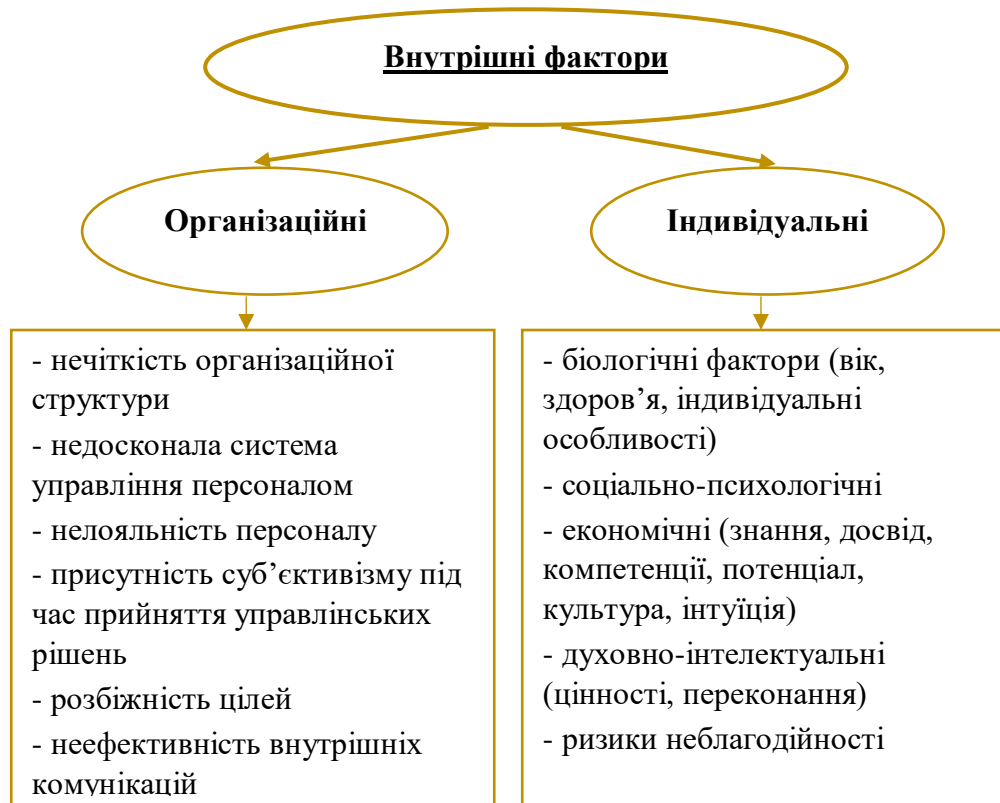 Внутрішні фактори
Організаційні
Індивідуальні
- нечіткість організаційної
структури
- недосконала система
управління персоналом
- нелояльність персоналу
- присутність суб’єктивізму під
час прийняття управлінських
рішень
- розбіжність цілей
- неефективність внутрішніх
комунікацій
- біологічні фактори (вік,
здоров’я, індивідуальні
особливості)
- соціально-психологічні
- економічні (знання, досвід,
компетенції, потенціал,
культура, інтуїція)
- духовно-інтелектуальні
(цінності, переконання)
- ризики неблагодійності